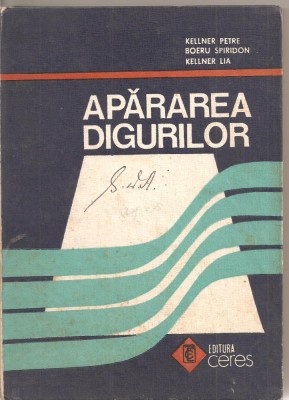 KELLNER PETRE
BOERU SPIRIDON
KELLNER LIA
APĂRAREA
DIGURILOR
EDITURA
ceres